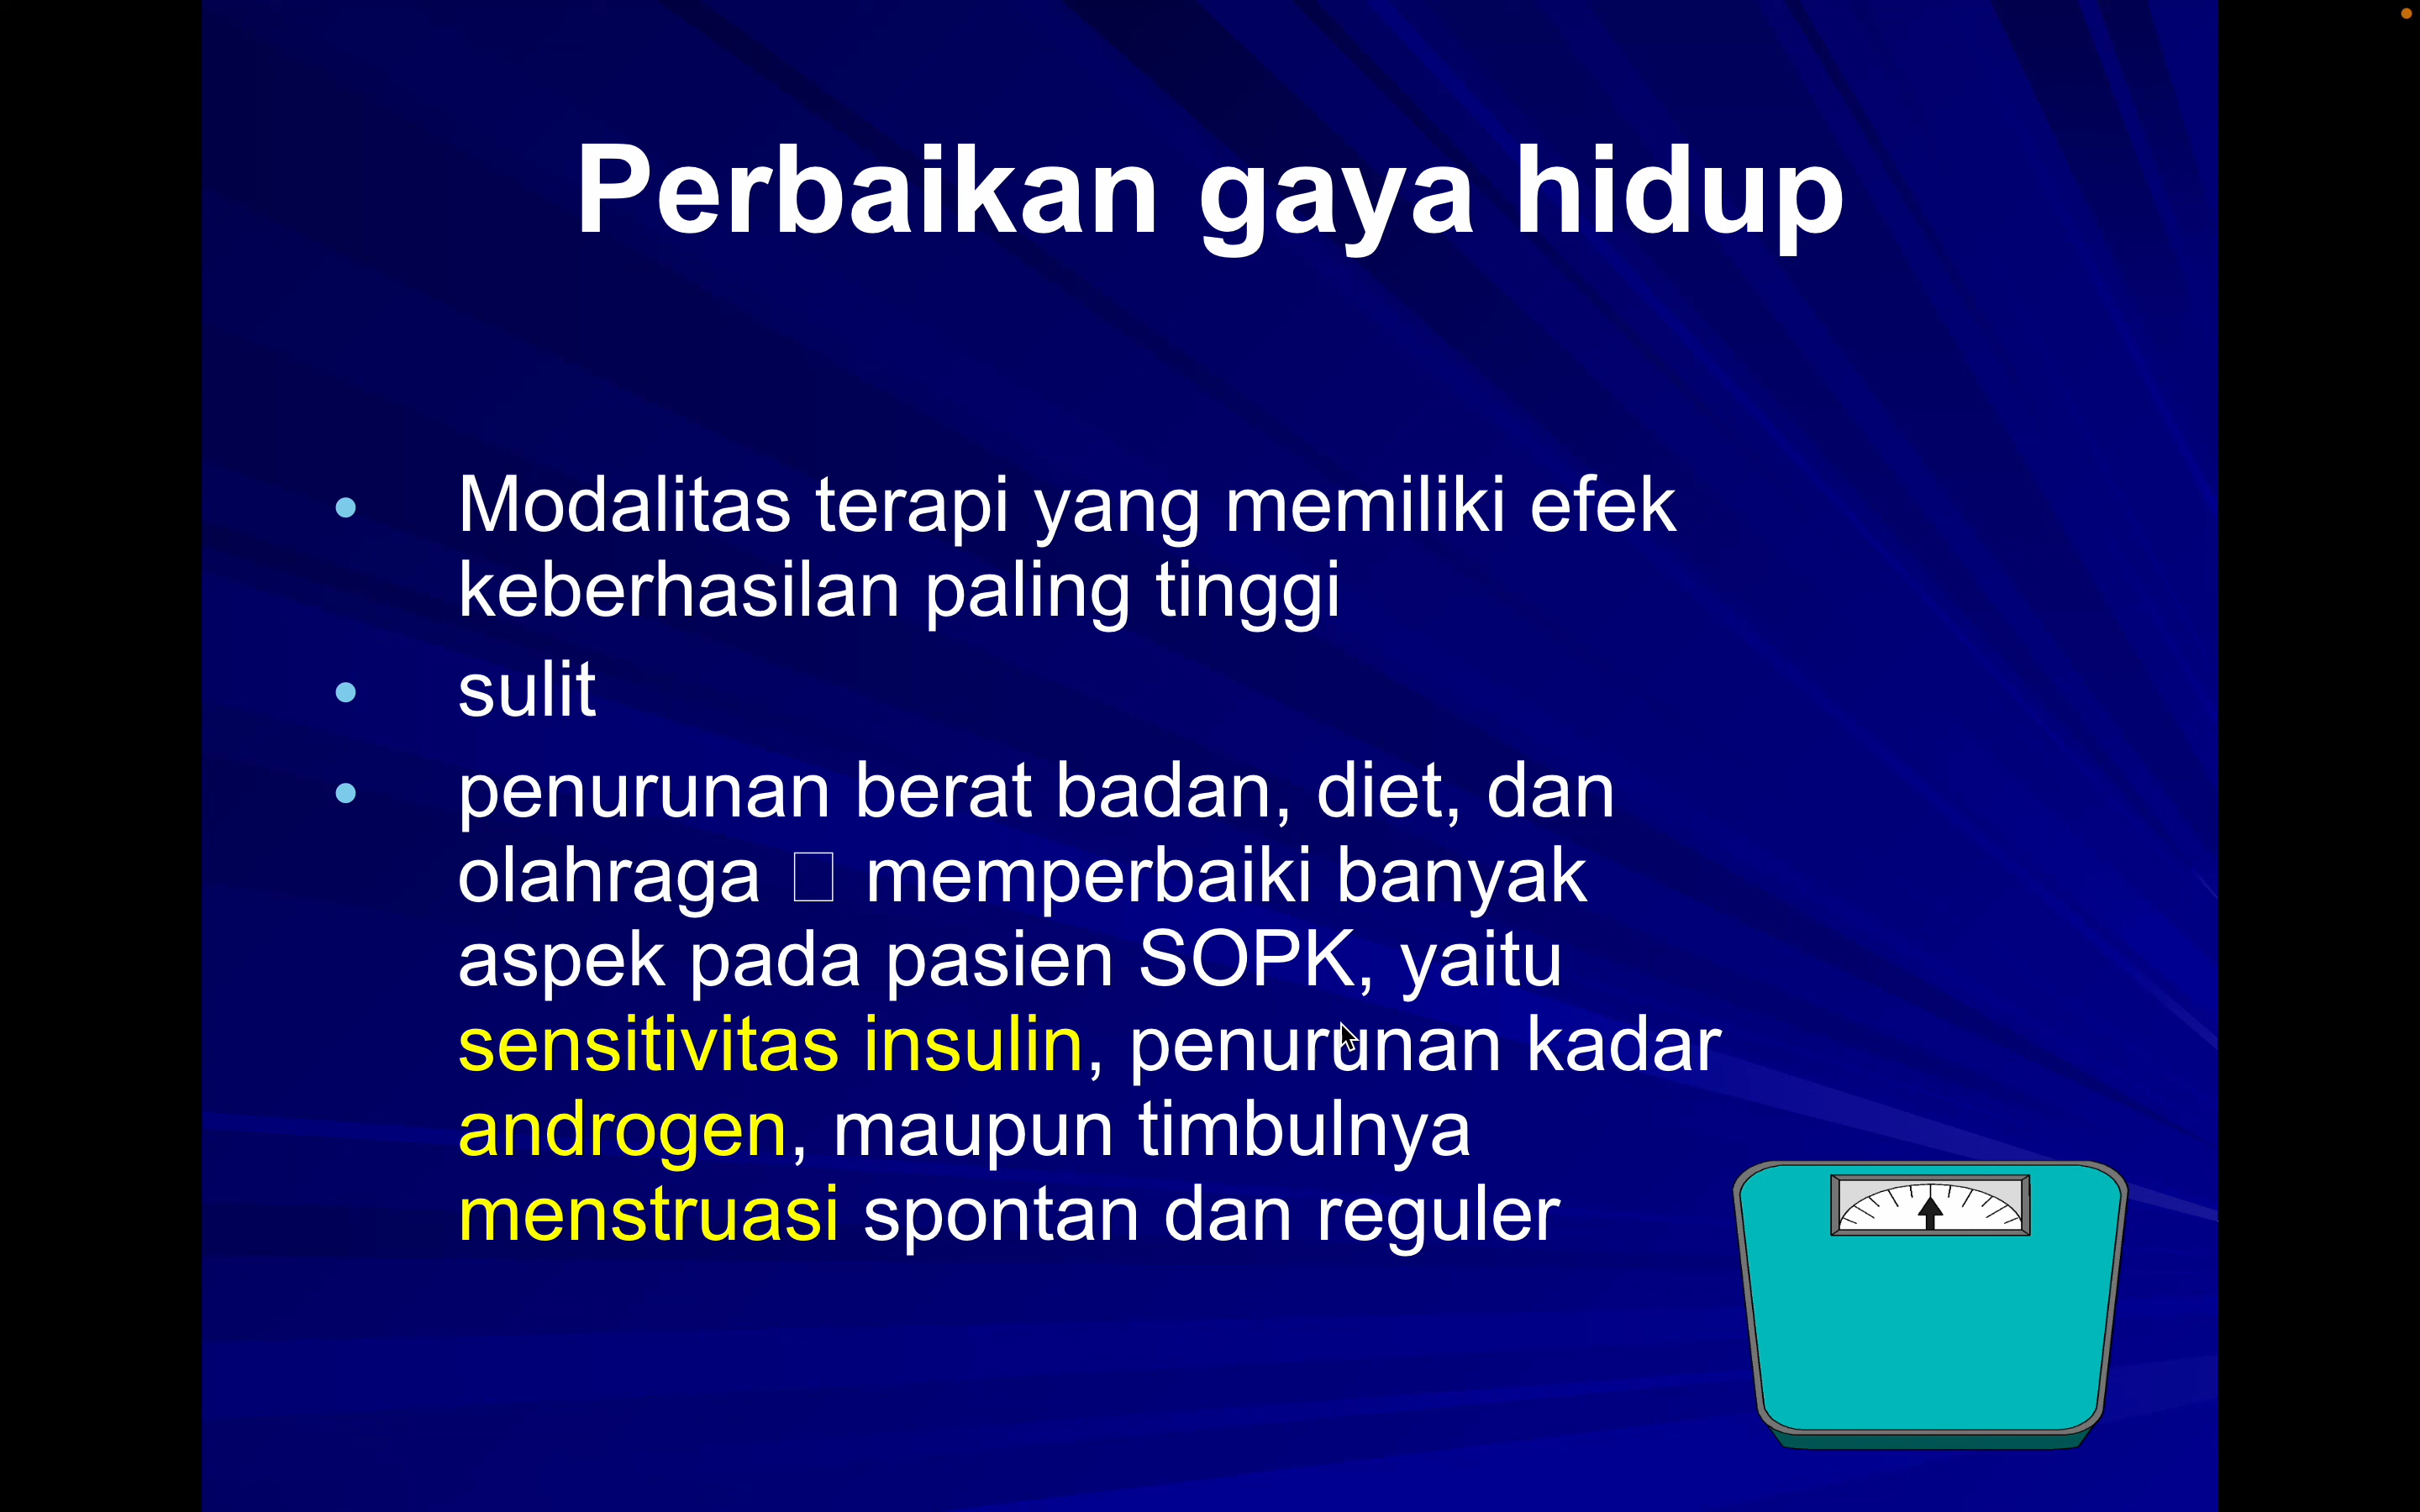 Perbaikan gaya hidup
• Modalitas terapi yang memiliki efek
keberhasilan paling tinggi
• sulit
• penurunan berat badan, diet, dan
olahraga □ memperbaiki banyak
aspek pada pasien SOPK, yaitu
sensitivitas insulin, penurunan kadar
androgen, maupun timbulnya
menstruasi spontan dan reguler